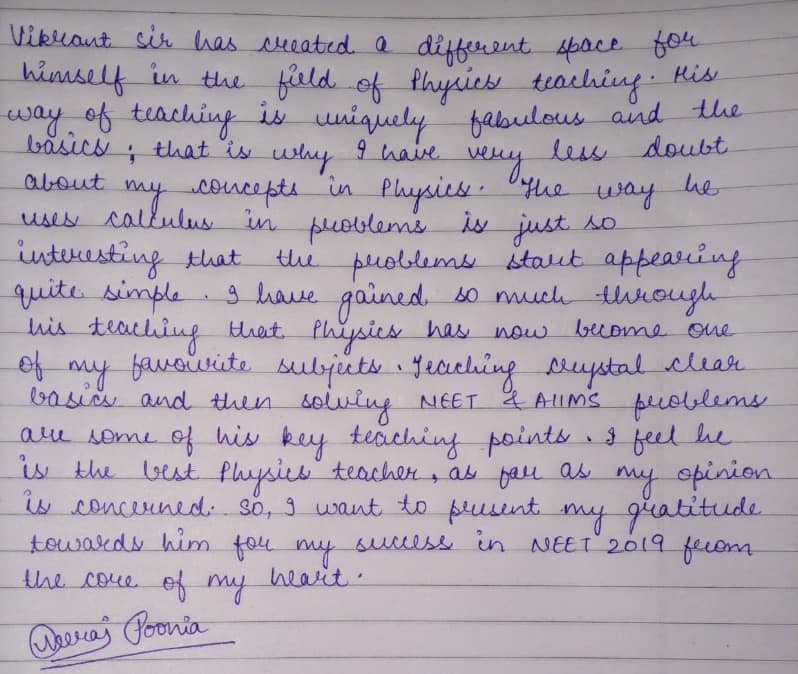 Vikrant sir has created a different space for
himself in the field of Physics teaching. His
way of teaching is uniquely fabulous and the
basics ; that is why I have very less doubt
about my concepts in Physics. The way he
uses calculus in problems is just so
interesting that the problems start appearing
quite simple. I have gained so much through
his teaching that Physics has now become one
of my favourite subjects. Teaching crystal clear
basics and then solving NEET & AIIMS problems
are some of his key teaching points. I feel he
is the best Physics teacher, as far as my opinion
is concerned. So, I want to present my gratitude
towards him for my success in NEET 2019 from
the core of my heart.
Neeraj Poonia